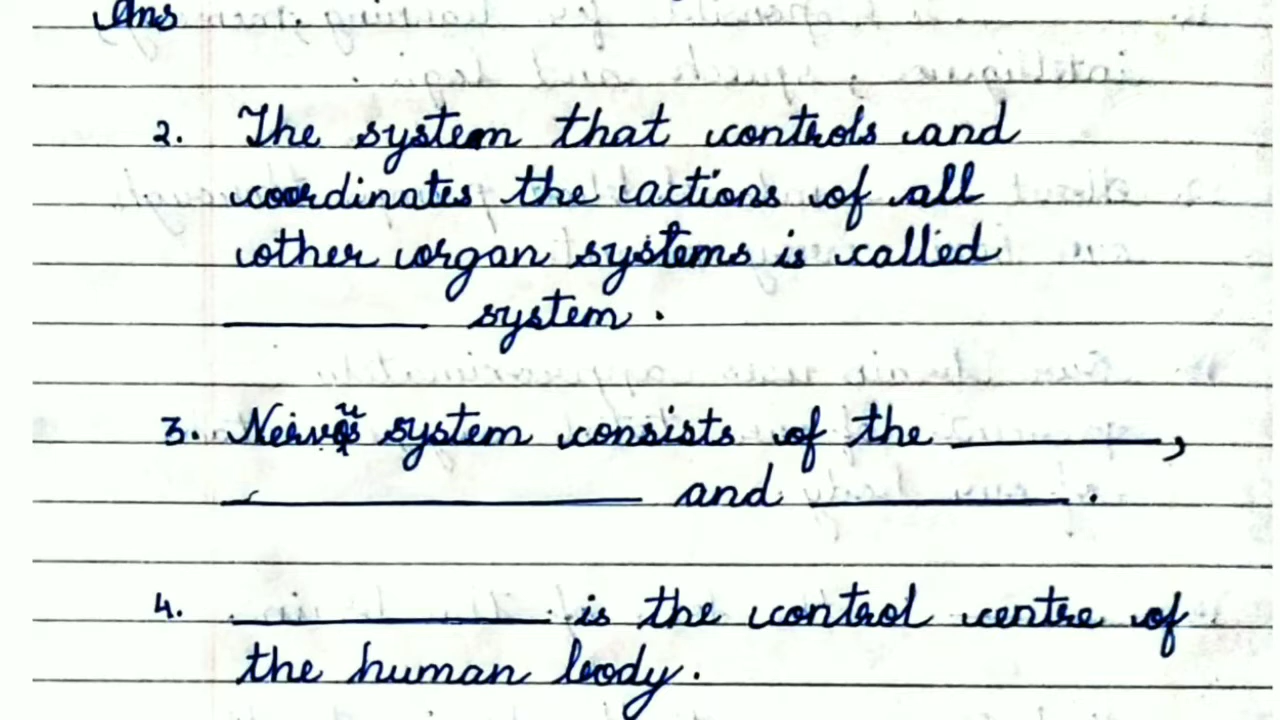 Ans
2. The system that controls and
coordinates the actions of all
other organ systems is called
________ system.
3. Nervous system consists of the ________,
________ and ________.
4. ________ is the control centre of
the human body.